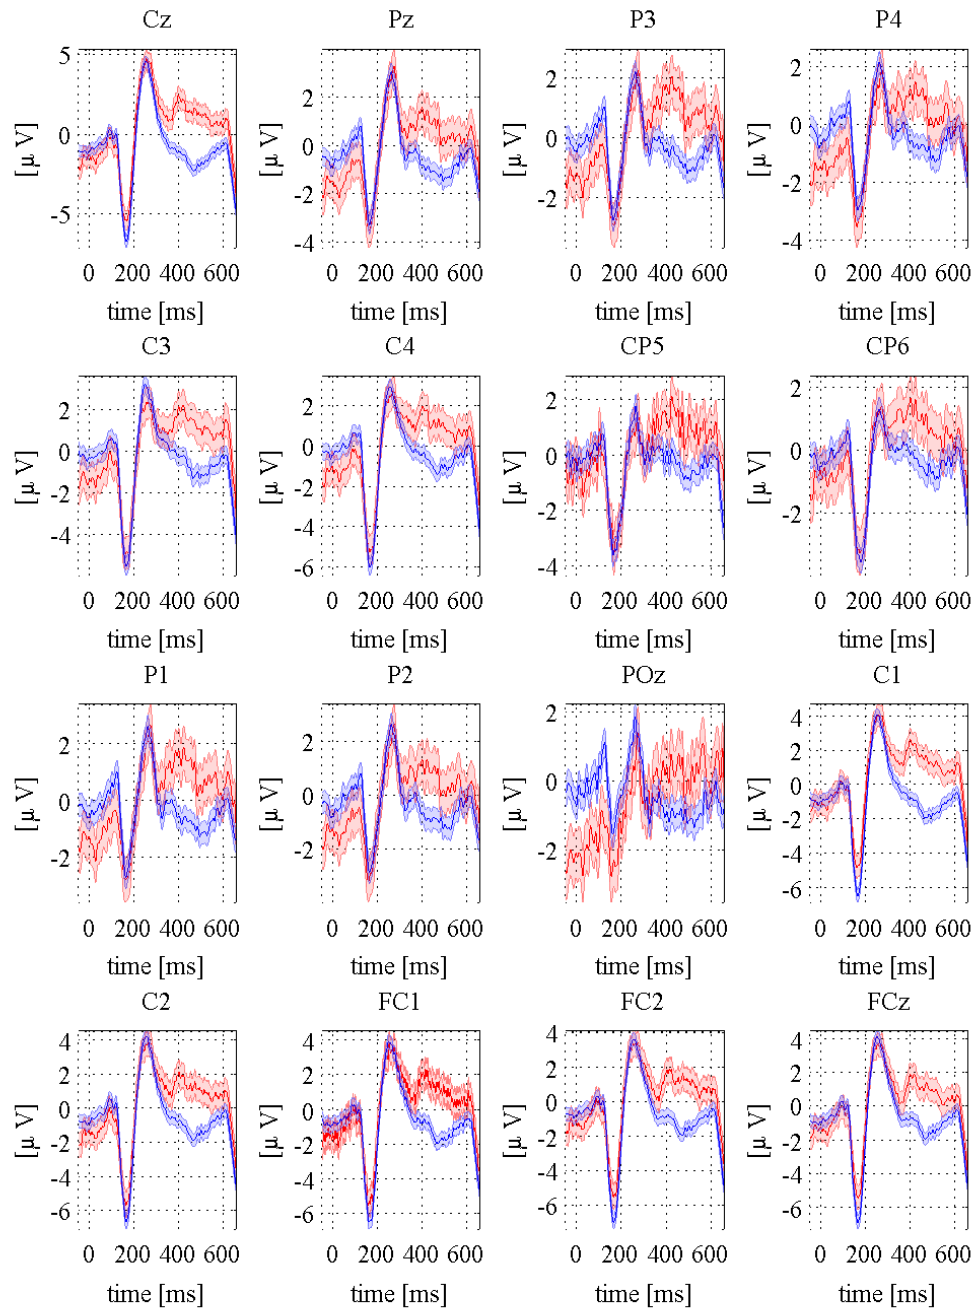 Cz Pz P3 P4
5 2 2 2
0 0 0 0
-5 -2 -2 -2
-4 -4
[μ V] [μ V] [μ V] [μ V]
0 200 400 600 0 200 400 600 0 200 400 600 0 200 400 600
time [ms] time [ms] time [ms] time [ms]
C3 C4 CP5 CP6
2 2 2 2
0 0 0 0
-2 -2 -2 -2
-4 -4 -4
-6
[μ V] [μ V] [μ V] [μ V]
0 200 400 600 0 200 400 600 0 200 400 600 0 200 400 600
time [ms] time [ms] time [ms] time [ms]
P1 P2 POz C1
2 2 2 4
0 0 0 2
-2 -2 -2 0
-2
-4
-6
[μ V] [μ V] [μ V] [μ V]
0 200 400 600 0 200 400 600 0 200 400 600 0 200 400 600
time [ms] time [ms] time [ms] time [ms]
C2 FC1 FC2 FCz
4 4 4 4
2 2 2 2
0 0 0 0
-2 -2 -2 -2
-4 -4 -4 -4
-6 -6 -6 -6
[μ V] [μ V] [μ V] [μ V]
0 200 400 600 0 200 400 600 0 200 400 600 0 200 400 600
time [ms] time [ms] time [ms] time [ms]